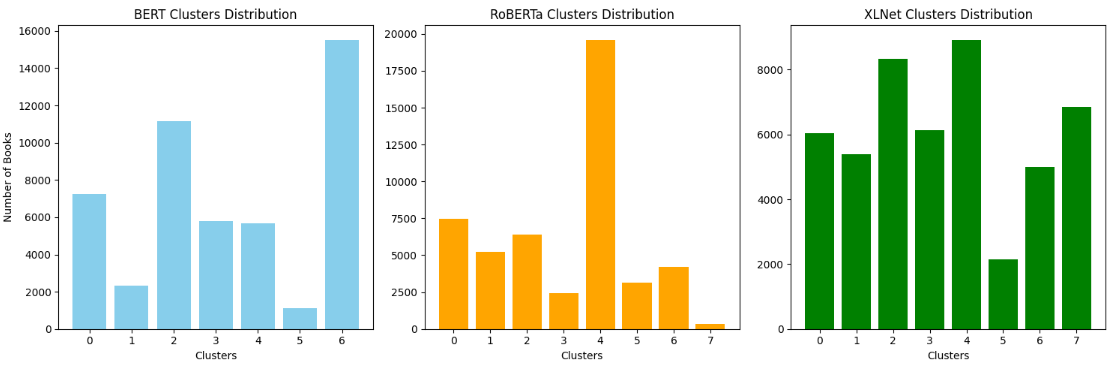 BERT Clusters Distribution
Number of Books
16000
14000
12000
10000
8000
6000
4000
2000
0
0 1 2 3 4 5 6
Clusters
RoBERTa Clusters Distribution
20000
17500
15000
12500
10000
7500
5000
2500
0
0 1 2 3 4 5 6 7
Clusters
XLNet Clusters Distribution
8000
6000
4000
2000
0
0 1 2 3 4 5 6 7
Clusters